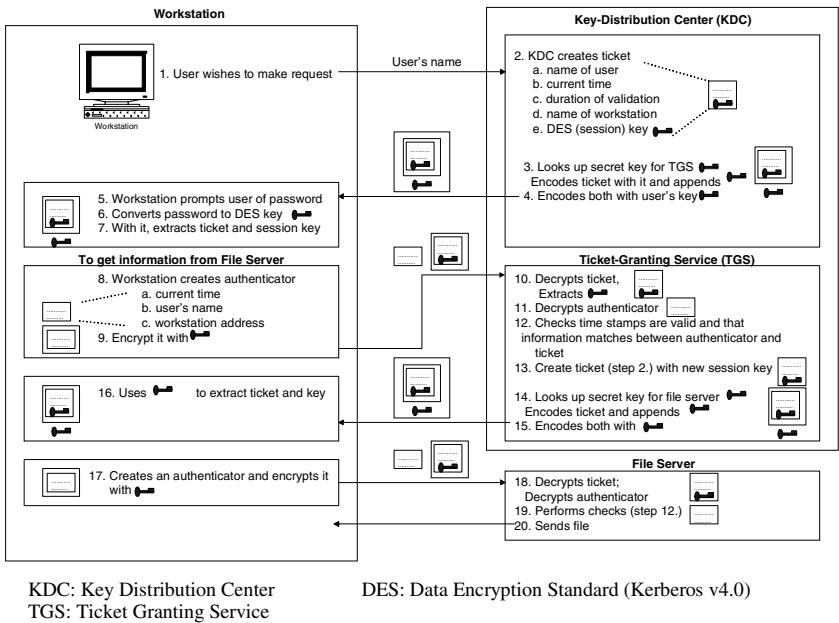 Workstation
Key-Distribution Center (KDC)
1. User wishes to make request
Workstation
User's name
2. KDC creates ticket
a. name of user
b. current time
c. duration of validation
d. name of workstation
e. DES (session) key
3. Looks up secret key for TGS
Encodes ticket with it and appends
4. Encodes both with user's key
5. Workstation prompts user of password
6. Converts password to DES key
7. With it, extracts ticket and session key
To get information from File Server
8. Workstation creates authenticator
a. current time
b. user's name
c. workstation address
9. Encrypt it with
Ticket-Granting Service (TGS)
10. Decrypts ticket,
Extracts
11. Decrypts authenticator
12. Checks time stamps are valid and that
information matches between authenticator and
ticket
13. Create ticket (step 2.) with new session key
14. Looks up secret key for file server
Encodes ticket and appends
15. Encodes both with
16. Uses to extract ticket and key
17. Creates an authenticator and encrypts it
with
File Server
18. Decrypts ticket;
Decrypts authenticator
19. Performs checks (step 12.)
20. Sends file
KDC: Key Distribution Center DES: Data Encryption Standard (Kerberos v4.0)
TGS: Ticket Granting Service